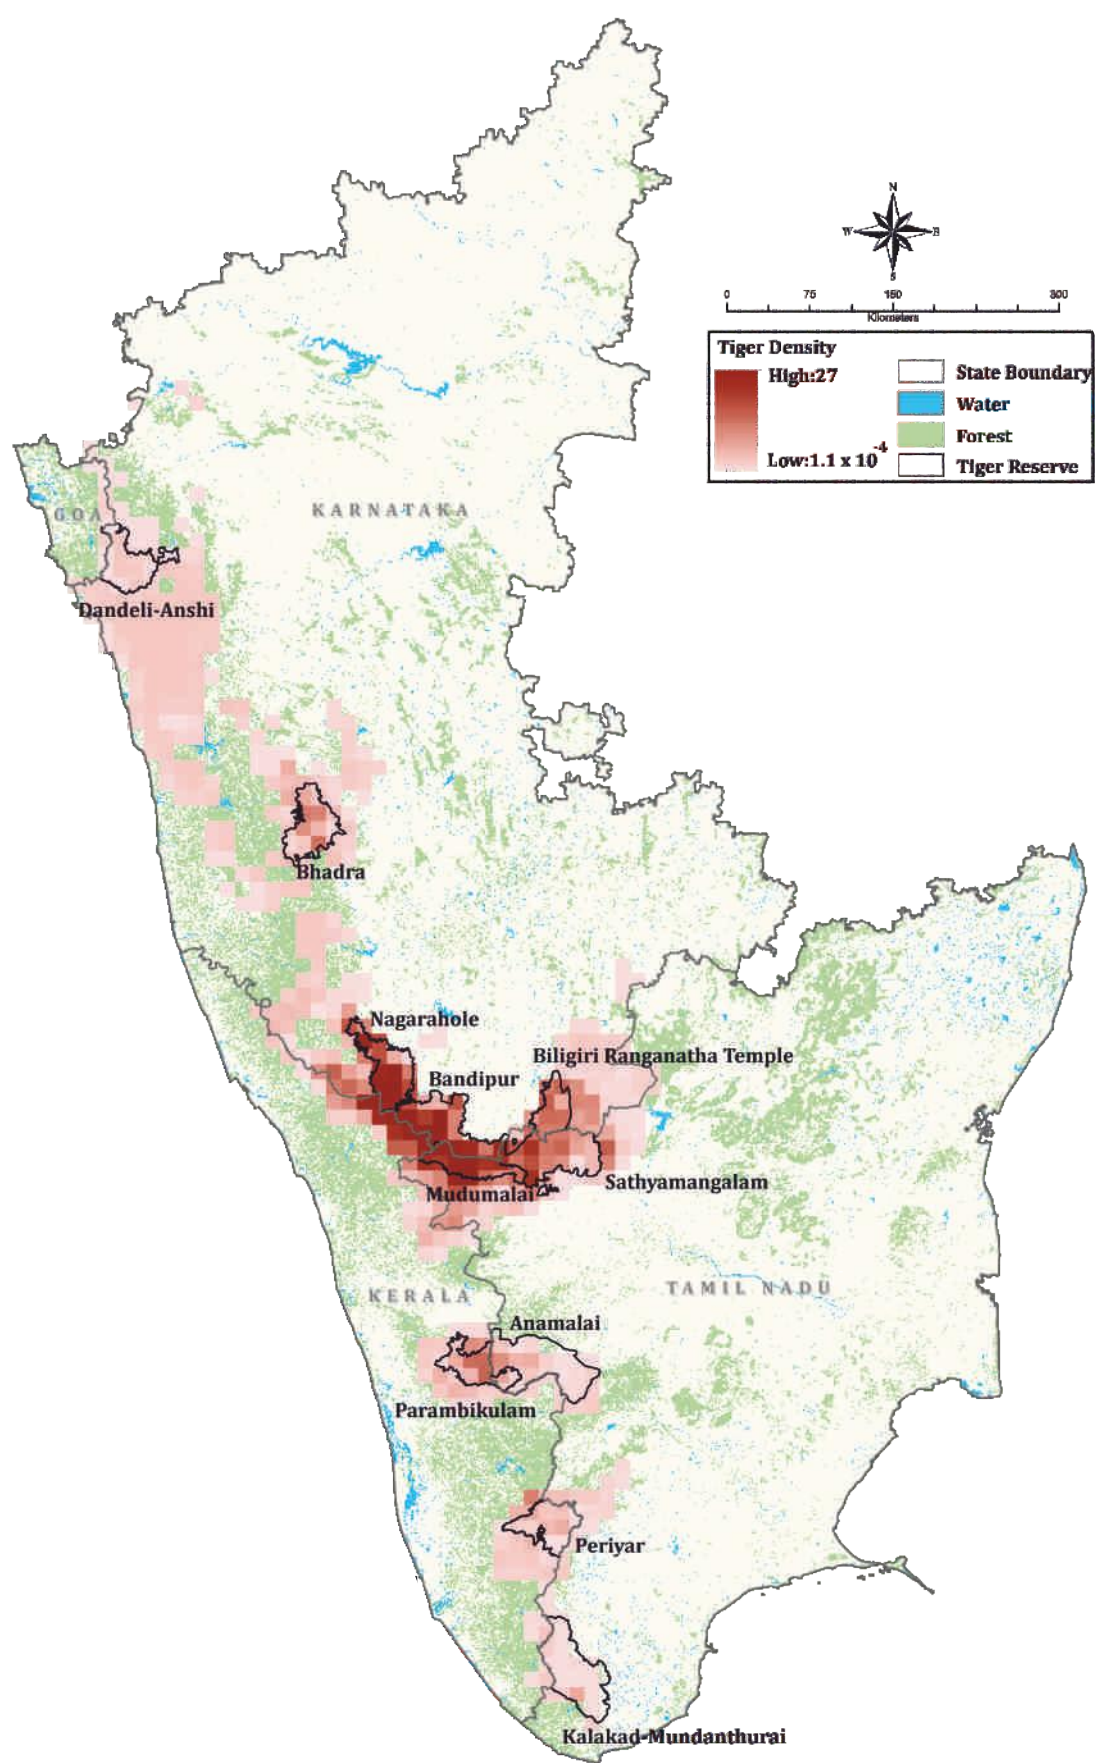 N
W E
S
0 75 150 300
Kilometers
Tiger Density
High:27
Low:1.1 x 10-4
State Boundary
Water
Forest
Tiger Reserve
GOA
KARNATAKA
Dandeli-Anshi
Bhadra
Nagarahole
Biligiri Ranganatha Temple
Bandipur
Sathyamangalam
Mudumalai
KERALA
TAMIL NADU
Anamalai
Parambikulam
Periyar
Kalakad-Mundanthurai